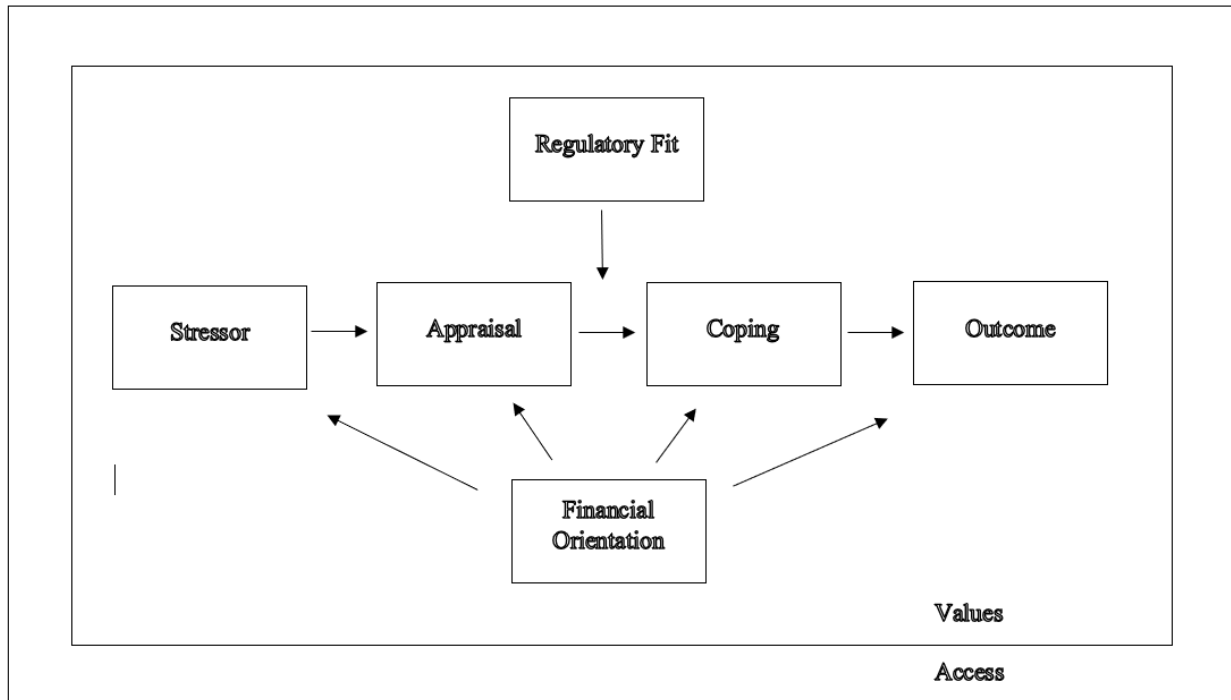 Regulatory Fit
Stressor
Appraisal
Coping
Outcome
Financial
Orientation
Values
Access